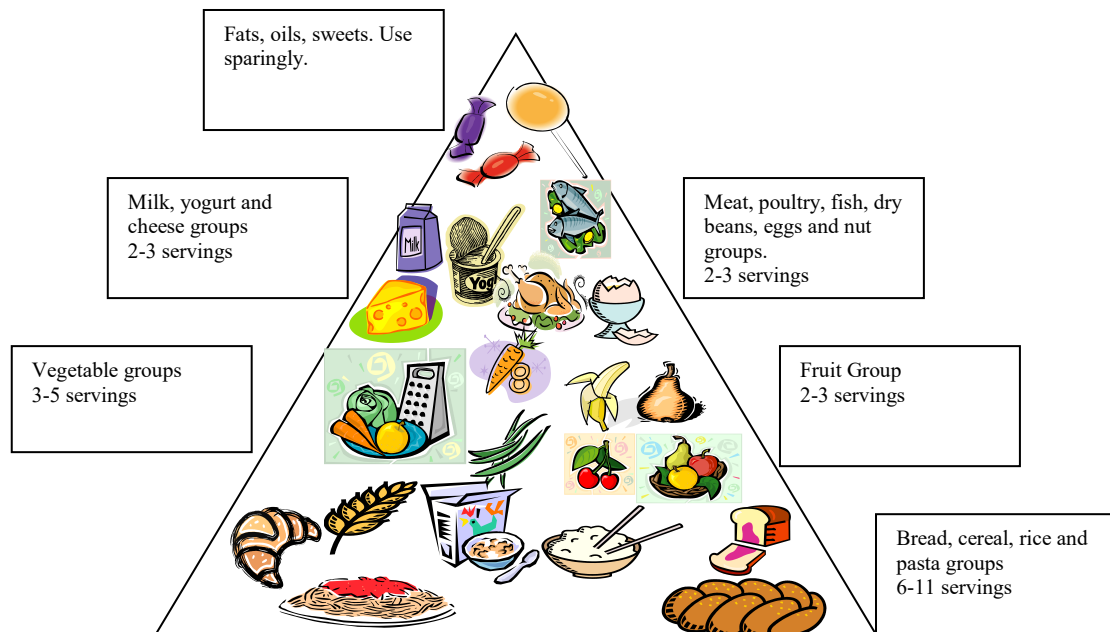 Fats, oils, sweets. Use
sparingly.
Milk, yogurt and
cheese groups
2-3 servings
Meat, poultry, fish, dry
beans, eggs and nut
groups.
2-3 servings
Milk
Yog
Vegetable groups
3-5 servings
Fruit Group
2-3 servings
Bread, cereal, rice and
pasta groups
6-11 servings